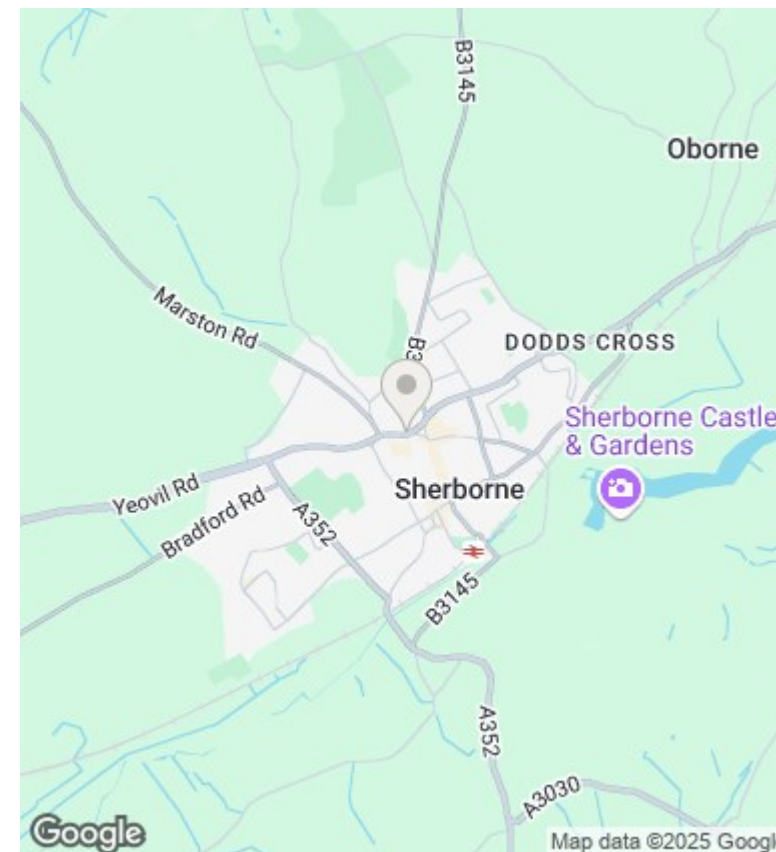 B3145
Oborne
Marston Rd
DODDS CROSS
B3
Sherborne Castle
& Gardens
Sherborne
Yeovil Rd
Bradford Rd
A352
B3145
A352
A3030
Google
Map data ©2025 Googl